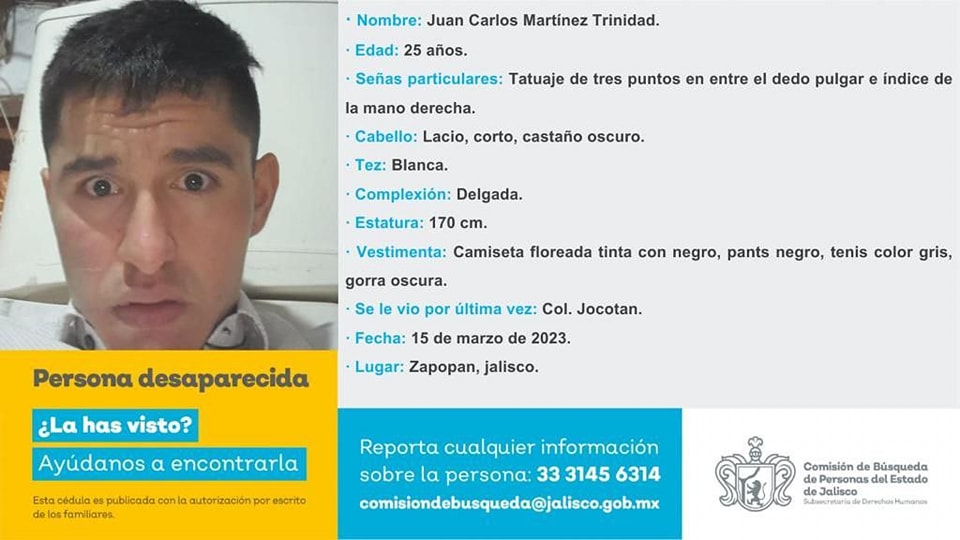 · Nombre: Juan Carlos Martínez Trinidad.
· Edad: 25 años.
· Señas particulares: Tatuaje de tres puntos en entre el dedo pulgar e índice de
la mano derecha.
· Cabello: Lacio, corto, castaño oscuro.
· Tez: Blanca.
· Complexión: Delgada.
· Estatura: 170 cm.
· Vestimenta: Camiseta floreada tinta con negro, pants negro, tenis color gris,
gorra oscura.
· Se le vio por última vez: Col. Jocotan.
· Fecha: 15 de marzo de 2023.
· Lugar: Zapopan, jalisco.
Persona desaparecida
¿La has visto?
Ayúdanos a encontrarla
Esta cédula es publicada con la autorización por escrito
de los familiares.
Reporta cualquier información
sobre la persona: 33 3145 6314
comisiondebusqueda@jalisco.gob.mx
Comisión de Búsqueda
de Personas del Estado
de Jalisco
Subsecretaría de Derechos Humanos